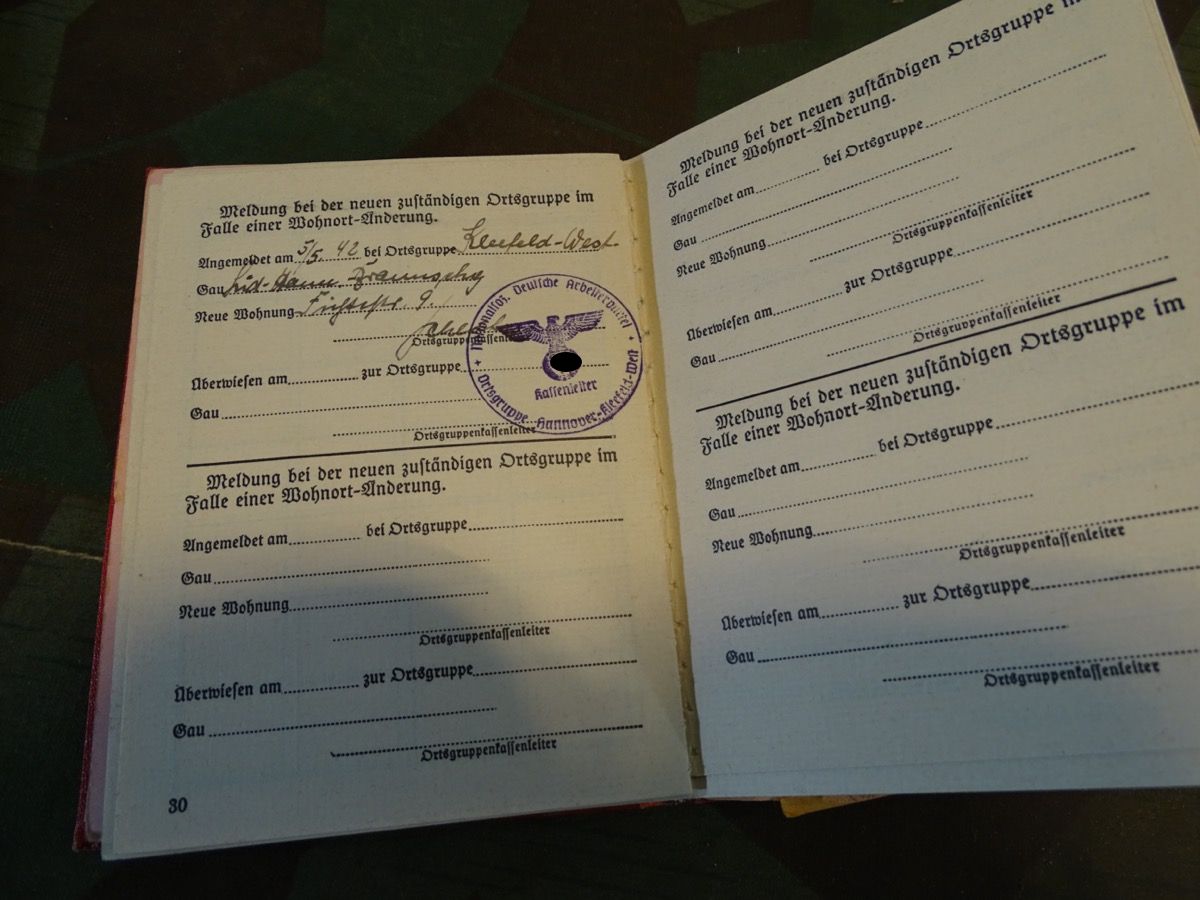 Meldung bei der neuen zuständigen Ortsgruppe im
Falle einer Wohnort-Änderung.
Angemeldet am 5/5. 42 bei Ortsgruppe Kleefeld-West
Gau Süd-Hann. Braunschg
Neue Wohnung 9.
Ortsgruppenkassenleiter
Überwiesen am zur Ortsgruppe
Gau
Ortsgruppenkassenleiter
Nationalsoz. Deutsche Arbeiterpartei
Kassenleiter
Ortsgruppe Hannover-Kleefeld-West
Meldung bei der neuen zuständigen Ortsgruppe im
Falle einer Wohnort-Änderung.
Angemeldet am bei Ortsgruppe
Gau
Neue Wohnung
Ortsgruppenkassenleiter
Überwiesen am zur Ortsgruppe
Gau
Ortsgruppenkassenleiter
30
Meldung bei der neuen zuständigen Ortsgruppe im
Falle einer Wohnort-Änderung.
Angemeldet am bei Ortsgruppe
Gau
Neue Wohnung
Ortsgruppenkassenleiter
Überwiesen am zur Ortsgruppe
Gau
Ortsgruppenkassenleiter
Meldung bei der neuen zuständigen Ortsgruppe im
Falle einer Wohnort-Änderung.
Angemeldet am bei Ortsgruppe
Gau
Neue Wohnung
Ortsgruppenkassenleiter
Überwiesen am zur Ortsgruppe
Gau
Ortsgruppenkassenleiter